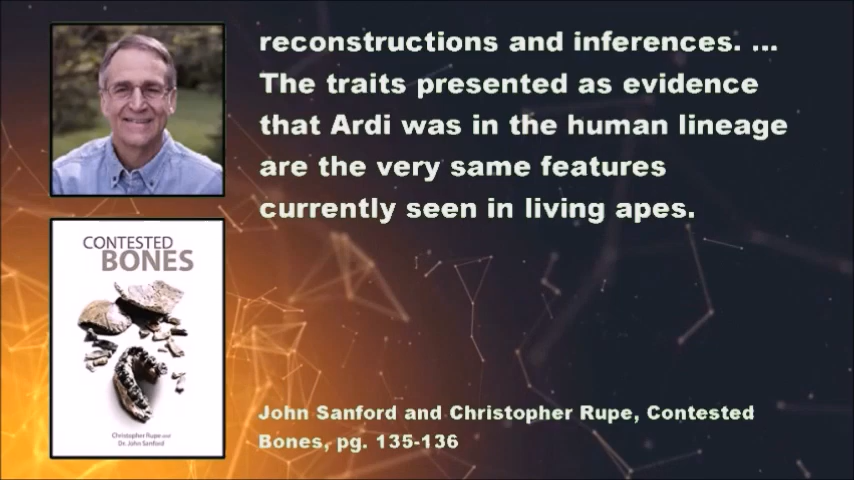 reconstructions and inferences. ...
The traits presented as evidence
that Ardi was in the human lineage
are the very same features
currently seen in living apes.
CONTESTED
BONES
Christopher Rupe and
Dr. John Sanford
John Sanford and Christopher Rupe, Contested
Bones, pg. 135-136